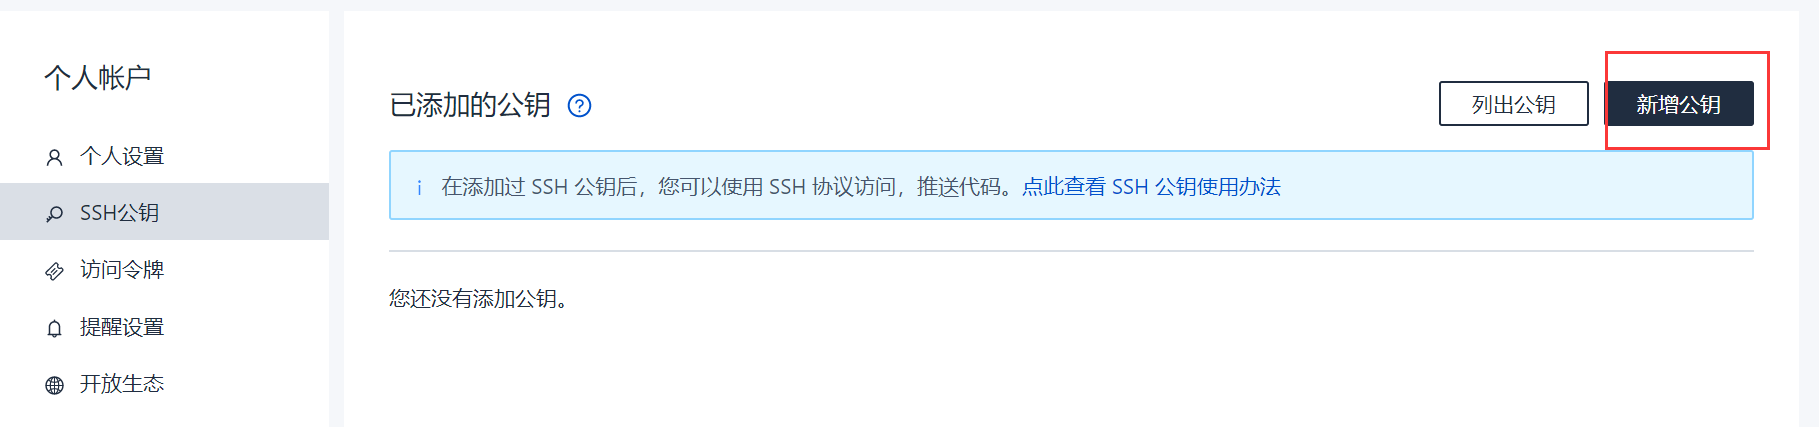 个人帐户
个人设置
SSH公钥
访问令牌
提醒设置
开放生态
已添加的公钥
列出公钥
新增公钥
在添加过 SSH 公钥后，您可以使用 SSH 协议访问，推送代码。点此查看 SSH 公钥使用办法
您还没有添加公钥。